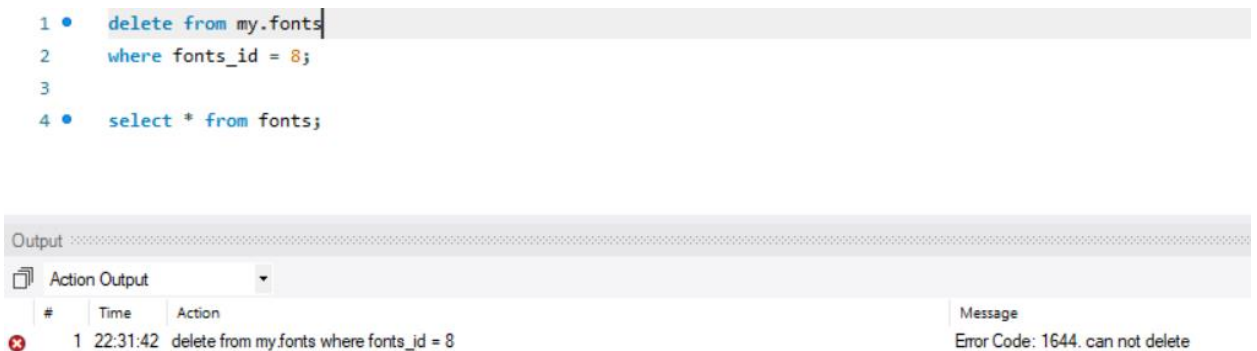 1 delete from my.fonts
2 where fonts_id = 8;
3
4 select * from fonts;
Output
Action Output
# Time Action Message
1 22:31:42 delete from my.fonts where fonts_id = 8 Error Code: 1644. can not delete